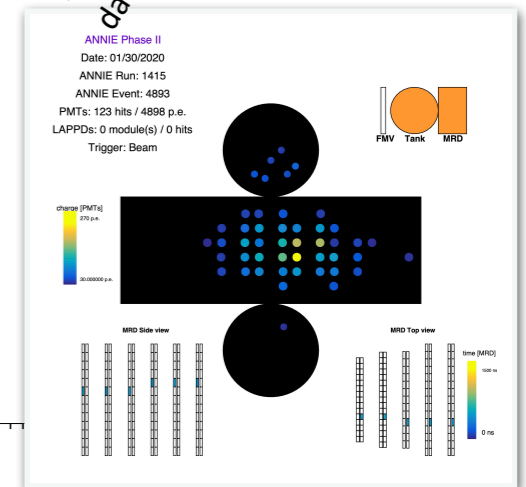 da
ANNIE Phase II
Date: 01/30/2020
ANNIE Run: 1415
ANNIE Event: 4893
PMTs: 123 hits / 4898 p.e.
LAPPDs: 0 module(s) / 0 hits
Trigger: Beam
FMV Tank MRD
charge [PMTs]
270 p.e.
30.000000 p.e.
MRD Side view
MRD Top view
time [MRD]
1500 ns
0 ns